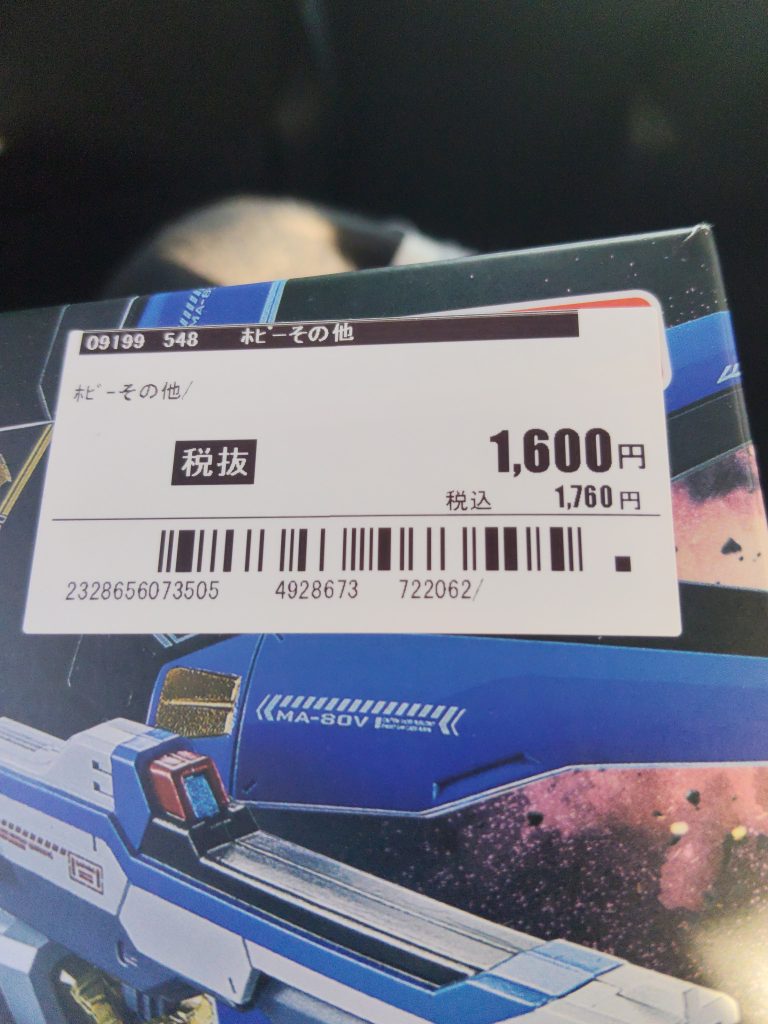 09199 548 ホビーその他
ホビーその他/
税抜 1,600円
税込 1,760円
2328656073505 4928673 722062/
MA-80V